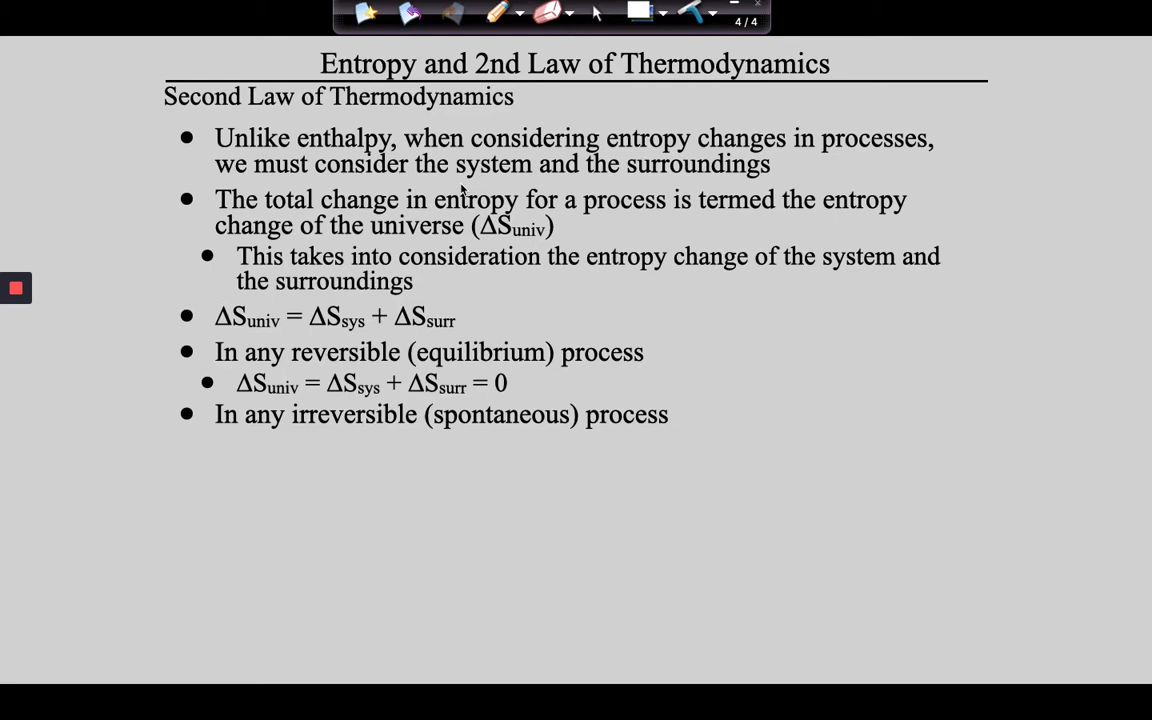 4 / 4
Entropy and 2nd Law of Thermodynamics
Second Law of Thermodynamics
● Unlike enthalpy, when considering entropy changes in processes,
we must consider the system and the surroundings
● The total change in entropy for a process is termed the entropy
change of the universe (ΔSuniv)
● This takes into consideration the entropy change of the system and
the surroundings
● ΔSuniv = ΔSsys + ΔSsurr
● In any reversible (equilibrium) process
● ΔSuniv = ΔSsys + ΔSsurr = 0
● In any irreversible (spontaneous) process